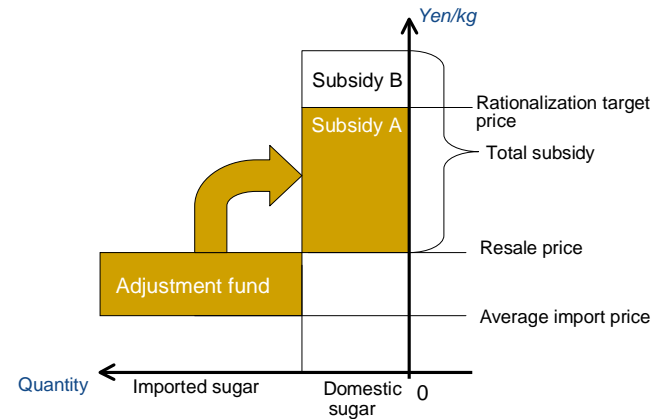 Yen/kg
Subsidy B
Rationalization target
price
Subsidy A
Total subsidy
Resale price
Adjustment fund
Average import price
Quantity
Imported sugar
Domestic
sugar
0